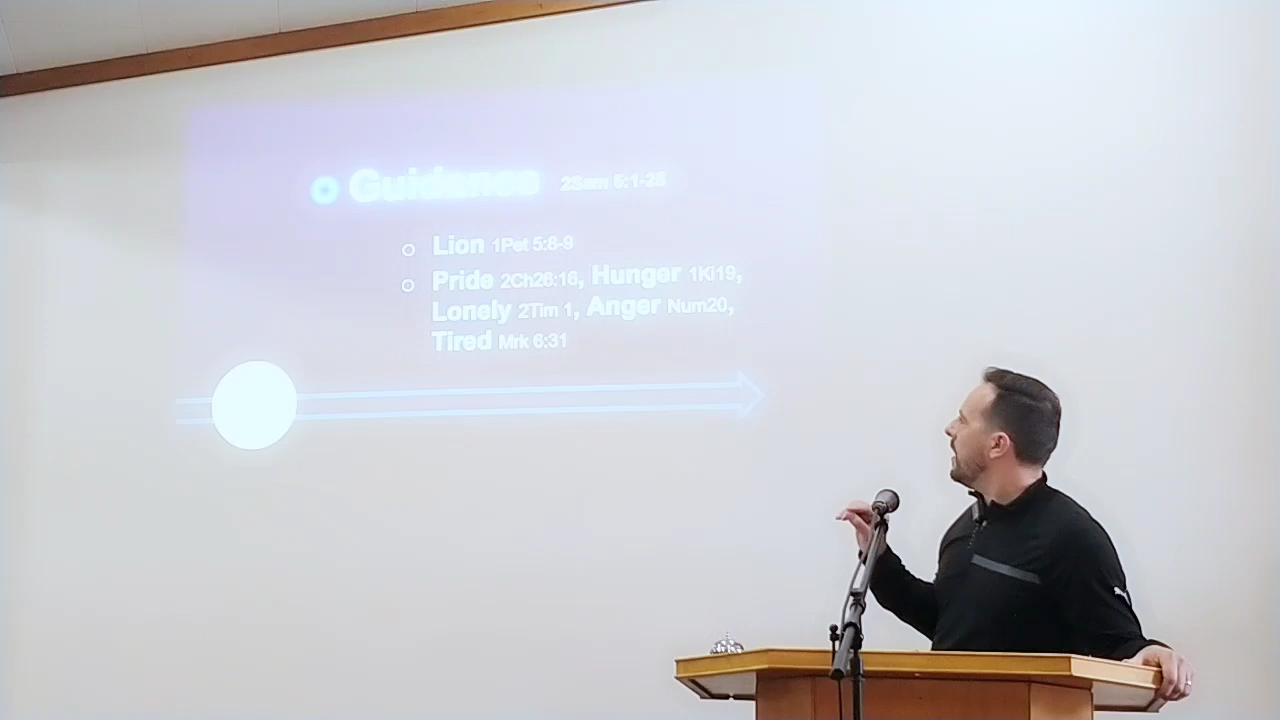 Guidance 2Sam 5:1-25
Lion 1Pet 5:8-9
Pride 2Ch26:16, Hunger 1Ki19,
Lonely 2Tim 1, Anger Num20,
Tired Mrk 6:31